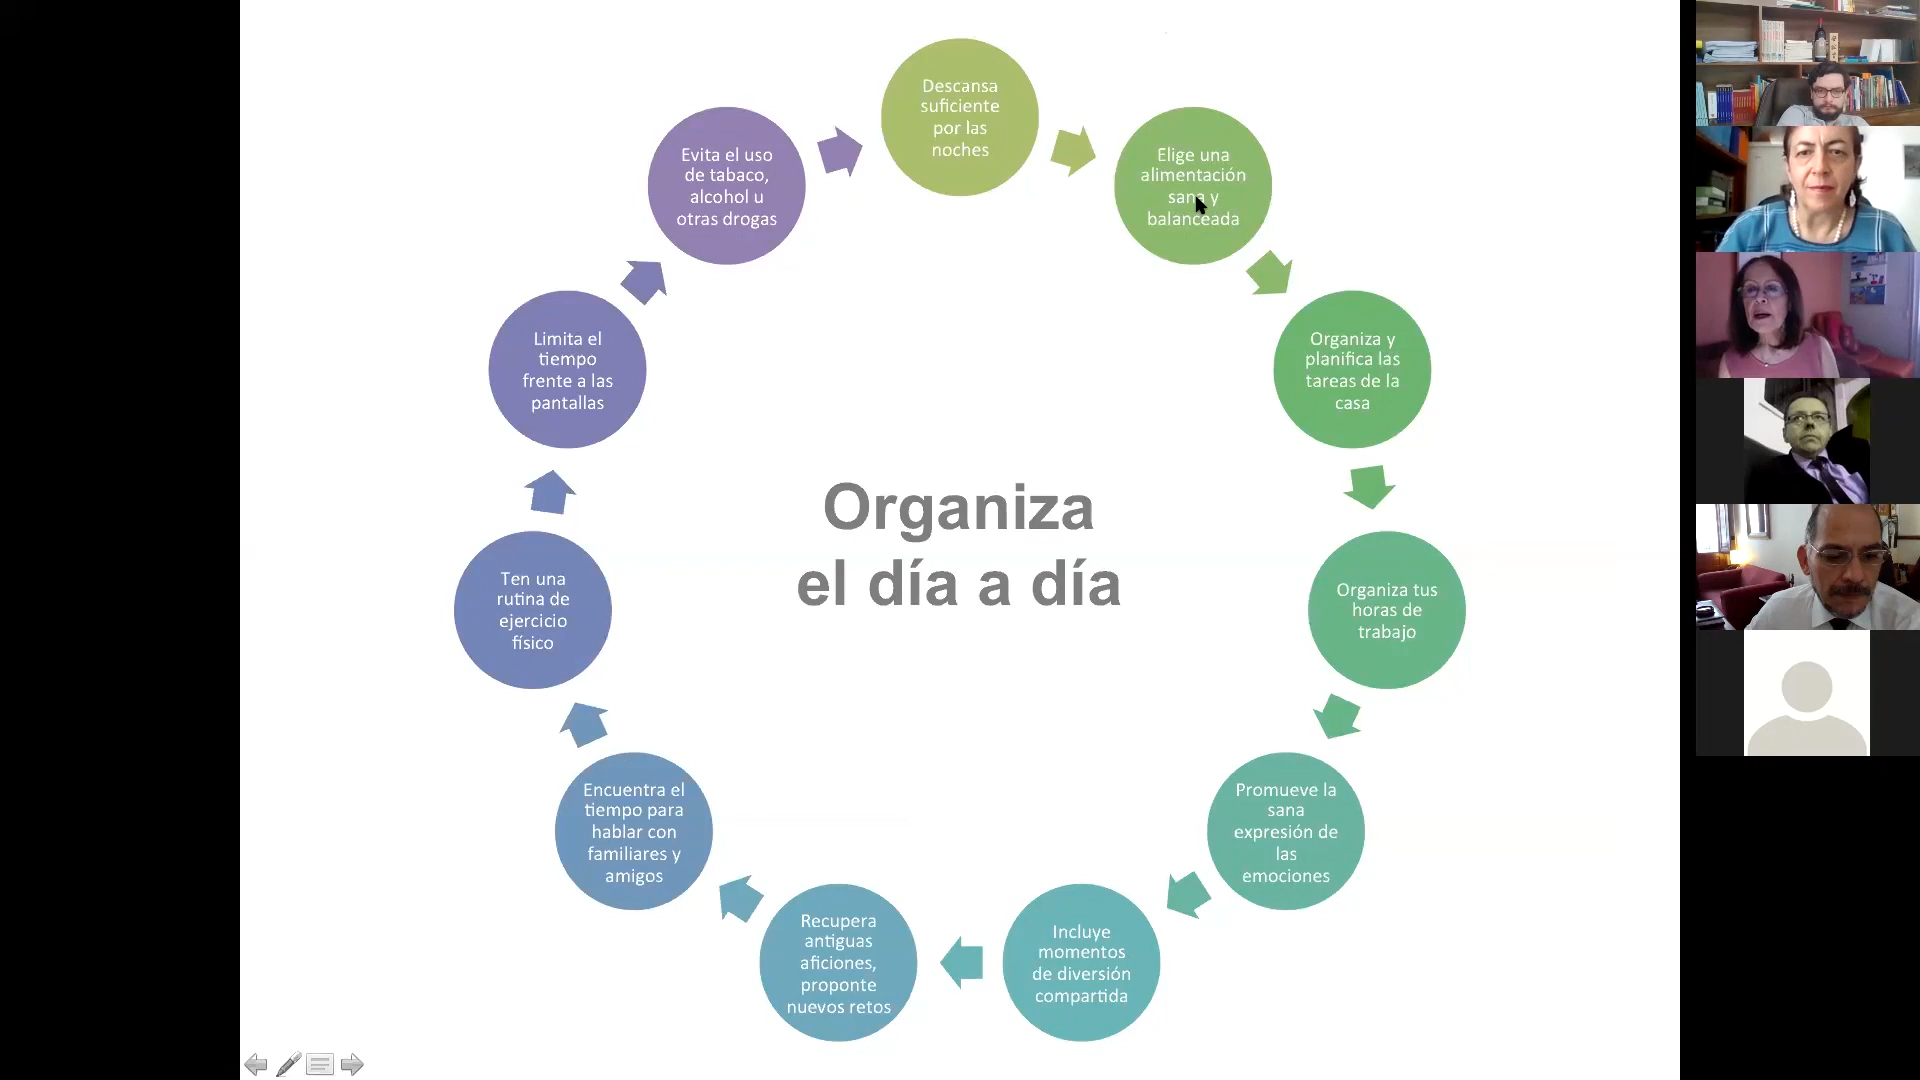 Descansa
suficiente
por las
noches
Elige una
alimentación
sana y
balanceada
Organiza y
planifica las
tareas de la
casa
Organiza tus
horas de
trabajo
Promueve la
sana
expresión de
las
emociones
Incluye
momentos
de diversión
compartida
Recupera
antiguas
aficiones,
proponte
nuevos retos
Encuentra el
tiempo para
hablar con
familiares y
amigos
Ten una
rutina de
ejercicio
físico
Limita el
tiempo
frente a las
pantallas
Evita el uso
de tabaco,
alcohol u
otras drogas
Organiza
el día a día